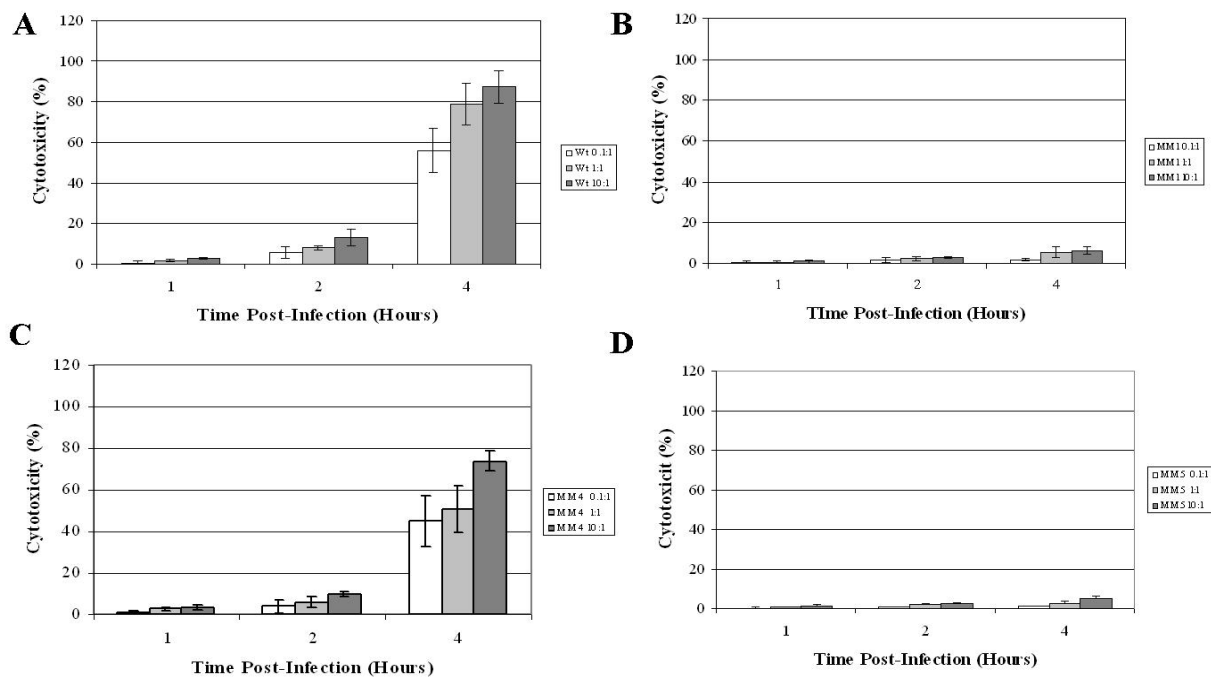 A
120
100
80
60
40
20
0
Cytotoxicity (%)
1 2 4
Time Post-Infection (Hours)
Wt 0.1:1
Wt 1:1
Wt 10:1
B
120
100
80
60
40
20
0
Cytotoxicity (%)
1 2 4
TIme Post-Infection (Hours)
MM1 0.1:1
MM1 1:1
MM1 10:1
C
120
100
80
60
40
20
0
Cytotoxicity (%)
1 2 4
Time Post-Infection (Hours)
MM4 0.1:1
MM4 1:1
MM4 10:1
D
120
100
80
60
40
20
0
Cytotoxicit (%)
1 2 4
Time Post-Infection (Hours)
MM5 0.1:1
MM5 1:1
MM5 10:1